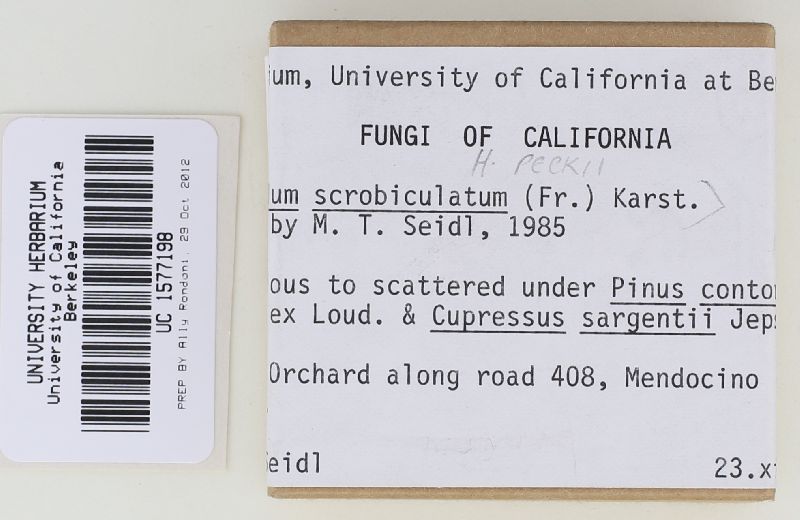 UNIVERSITY HERBARIUM
University of California
Berkeley
UC 1577198
PREP BY Ally Rondoni, 29 Oct 2012
ium, University of California at Be
FUNGI OF CALIFORNIA
H. PECKII
um scrobiculatum (Fr.) Karst.
by M. T. Seidl, 1985
ous to scattered under Pinus contor
ex Loud. & Cupressus sargentii Jeps
Orchard along road 408, Mendocino
eidl
23.x